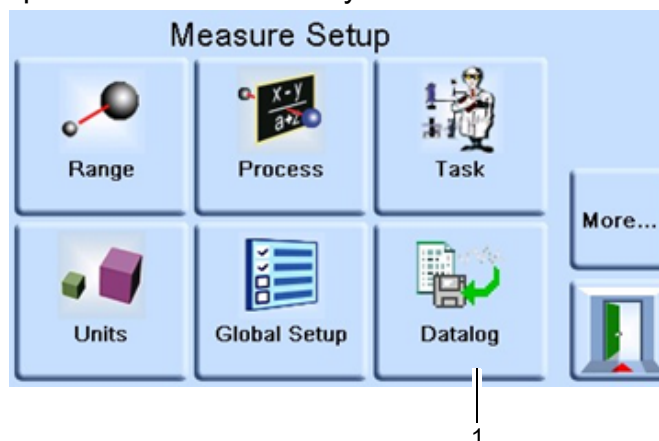 Measure Setup
x-y
a+z
Range
Process
Task
More...
Units
Global Setup
Datalog
1